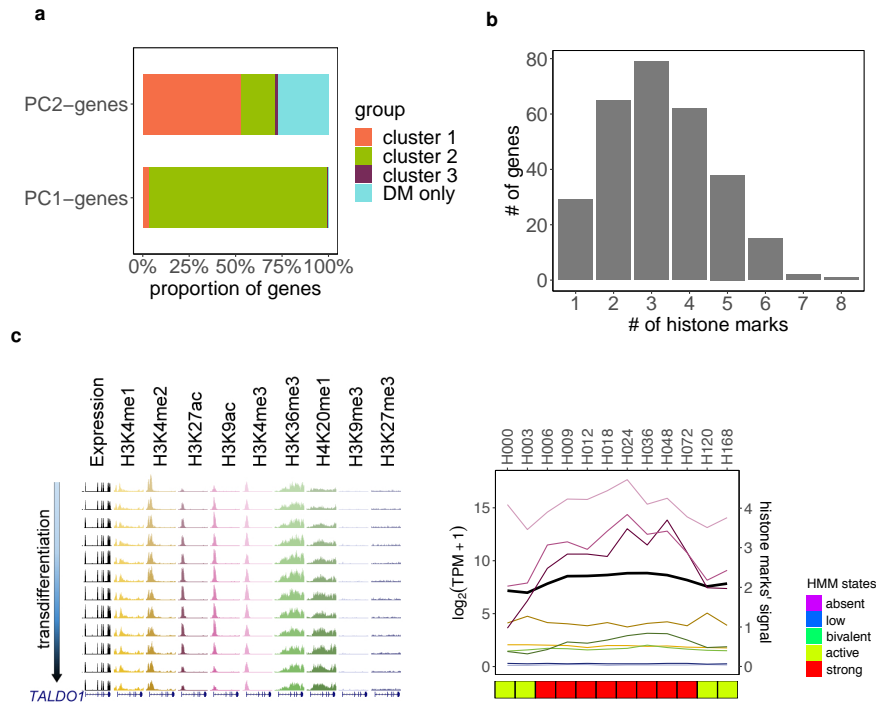 a
PC2−genes
PC1−genes
0% 25% 50% 75% 100%
proportion of genes
group
cluster 1
cluster 2
cluster 3
DM only
b
# of genes
80
60
40
20
0
1 2 3 4 5 6 7 8
# of histone marks
c
Expression
H3K4me1
H3K4me2
H3K27ac
H3K9ac
H3K4me3
H3K36me3
H4K20me1
H3K9me3
H3K27me3
transdifferentiation
TALDO1
H000
H003
H006
H009
H012
H018
H024
H036
H048
H072
H120
H168
log2(TPM + 1)
15
10
5
0
4
3
2
1
0
histone marks' signal
HMM states
absent
low
bivalent
active
strong